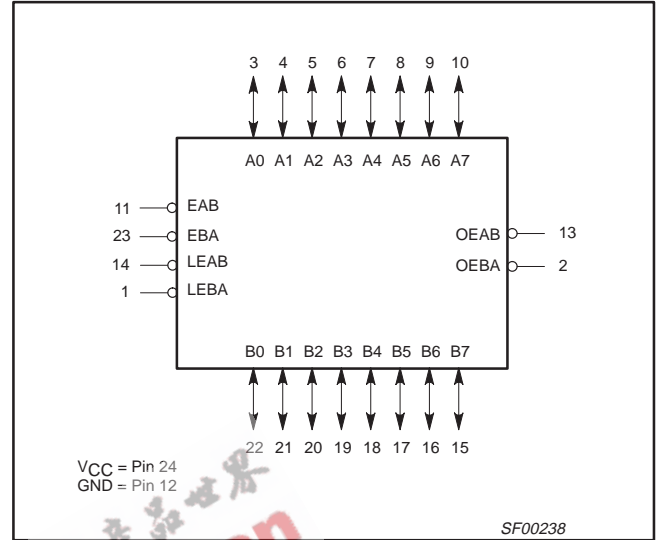 3 4 5 6 7 8 9 10
A0 A1 A2 A3 A4 A5 A6 A7
11 EAB
23 EBA
14 LEAB
1 LEBA
OEAB 13
OEBA 2
B0 B1 B2 B3 B4 B5 B6 B7
22 21 20 19 18 17 16 15
VCC = Pin 24
GND = Pin 12
SF00238